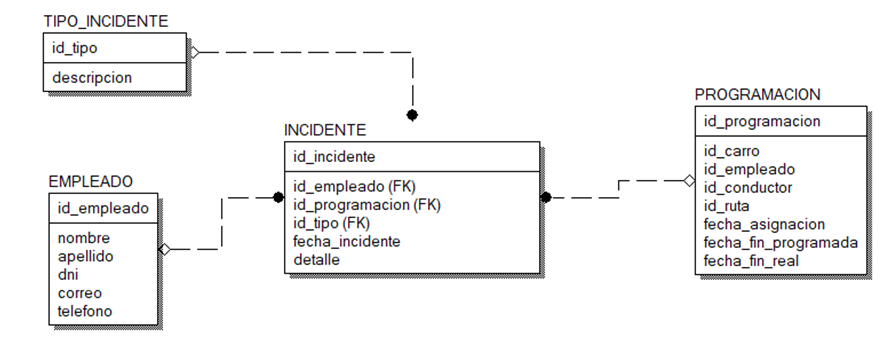 TIPO_INCIDENTE
id_tipo
descripcion
EMPLEADO
id_empleado
nombre
apellido
dni
correo
telefono
INCIDENTE
id_incidente
id_empleado (FK)
id_programacion (FK)
id_tipo (FK)
fecha_incidente
detalle
PROGRAMACION
id_programacion
id_carro
id_empleado
id_conductor
id_ruta
fecha_asignacion
fecha_fin_programada
fecha_fin_real